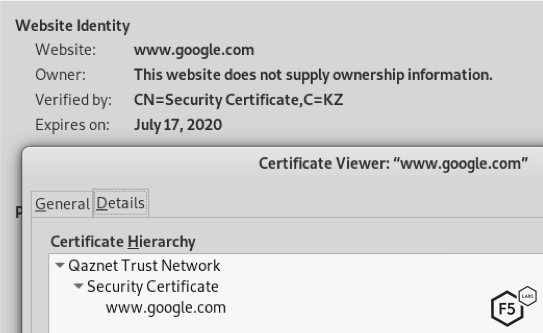 Website Identity
Website: www.google.com
Owner: This website does not supply ownership information.
Verified by: CN=Security Certificate,C=KZ
Expires on: July 17, 2020
Certificate Viewer: “www.google.com”
P
General Details
Certificate Hierarchy
Qaznet Trust Network
Security Certificate
www.google.com
F5 LABS